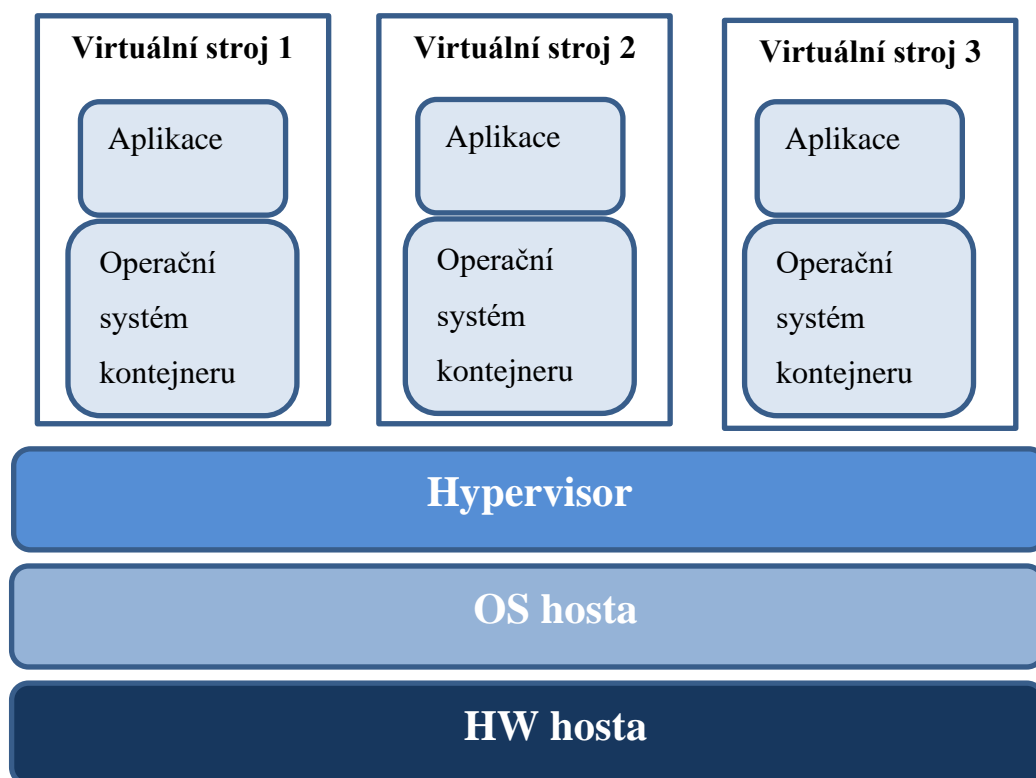 Virtuální stroj 1
Aplikace
Operační
systém
kontejneru
Virtuální stroj 2
Aplikace
Operační
systém
kontejneru
Virtuální stroj 3
Aplikace
Operační
systém
kontejneru
Hypervisor
OS hosta
HW hosta